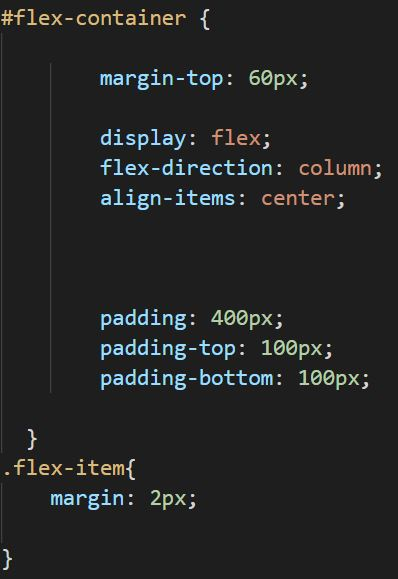 #flex-container {
margin-top: 60px;
display: flex;
flex-direction: column;
align-items: center;
padding: 400px;
padding-top: 100px;
padding-bottom: 100px;
}
.flex-item{
margin: 2px;
}